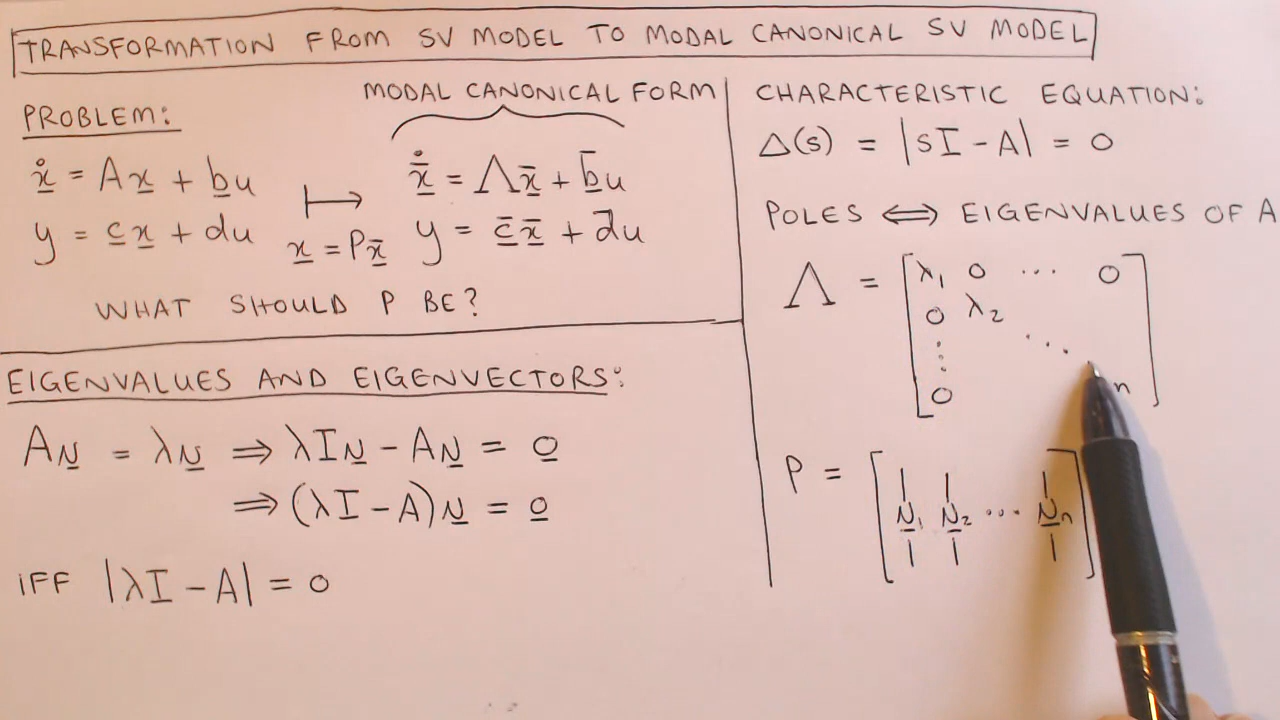 TRANSFORMATION FROM SV MODEL TO MODAL CANONICAL SV MODEL
PROBLEM:
MODAL CANONICAL FORM
ẋ = Ax + bu
y = cx + du
↦
x = Px̄
x̄̇ = Λx̄ + b̄u
y = c̄x̄ + d̄u
WHAT SHOULD P BE?
EIGENVALUES AND EIGENVECTORS:
Av = λv ⇒ λIv - Av = 0
⇒ (λI - A)v = 0
IFF |λI - A| = 0
CHARACTERISTIC EQUATION:
Δ(s) = |sI - A| = 0
POLES ⇔ EIGENVALUES OF A
Λ = [λ₁ 0 ... 0
0 λ₂
⋮ ⋱
0 n]
P = [v₁ v₂ ... vₙ]